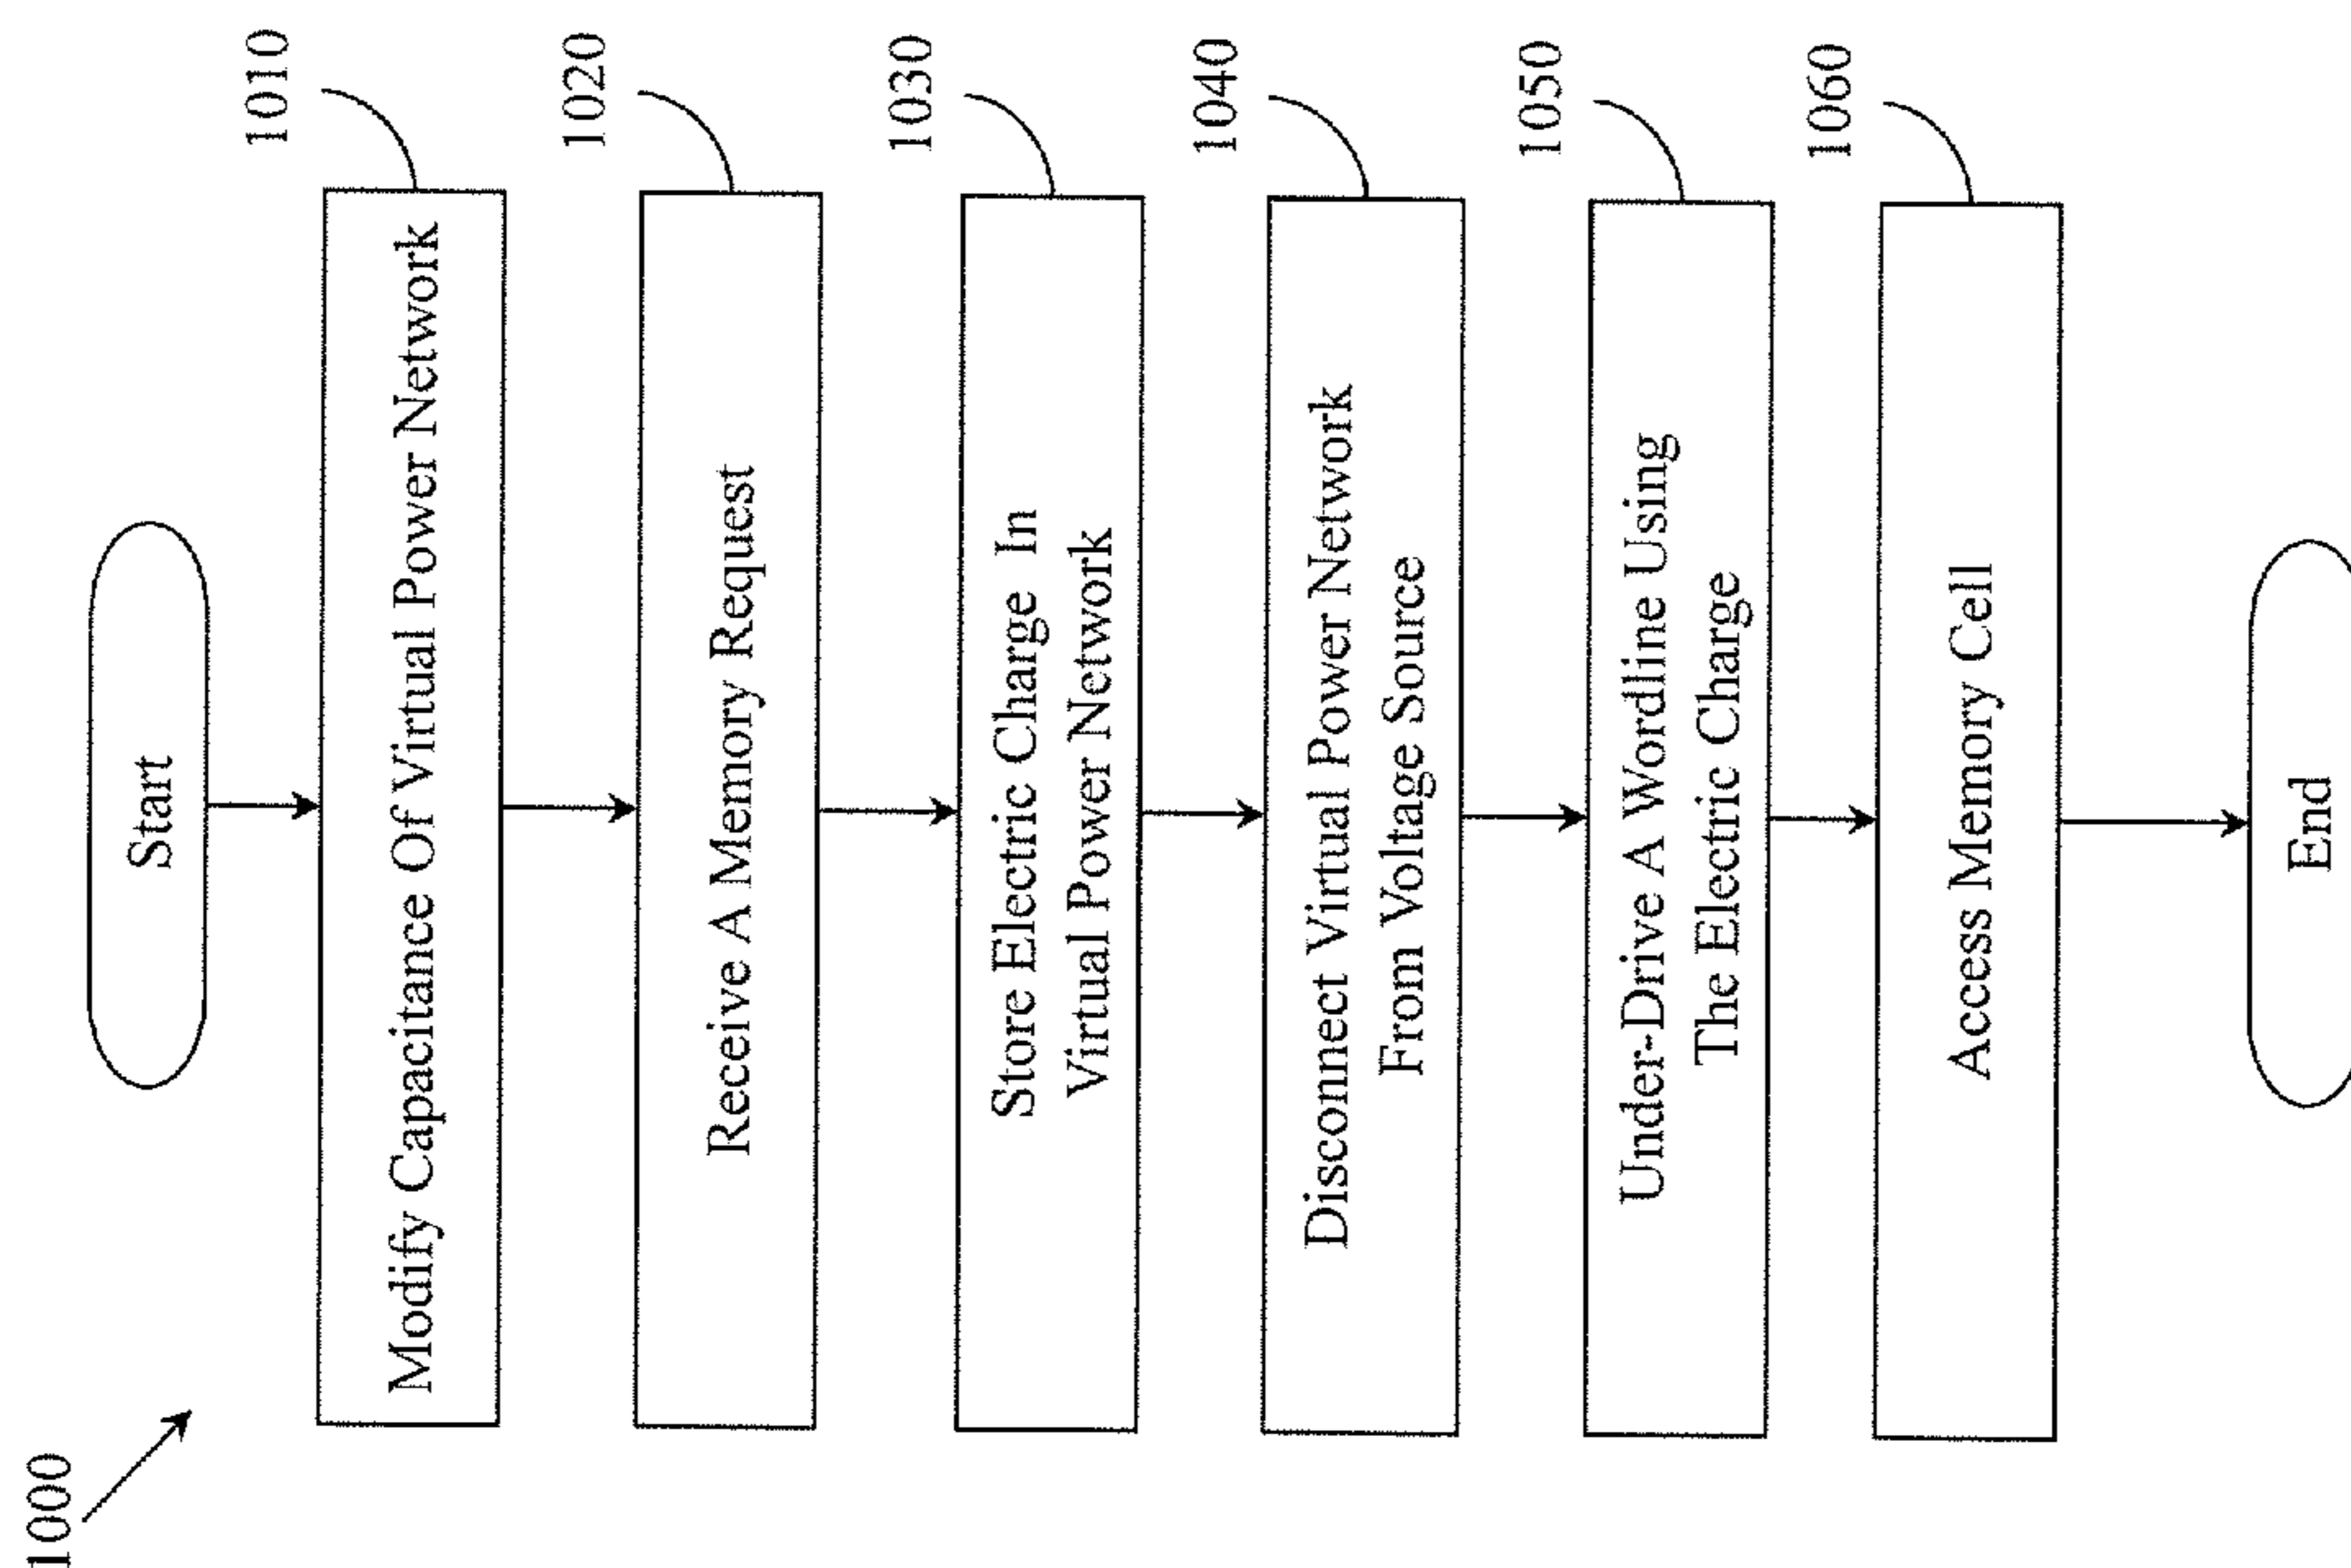 1000
Start
1010
Modify Capacitance Of Virtual Power Network
1020
Receive A Memory Request
1030
Store Electric Charge In
Virtual Power Network
1040
Disconnect Virtual Power Network
From Voltage Source
1050
Under-Drive A Wordline Using
The Electric Charge
1060
Access Memory Cell
End